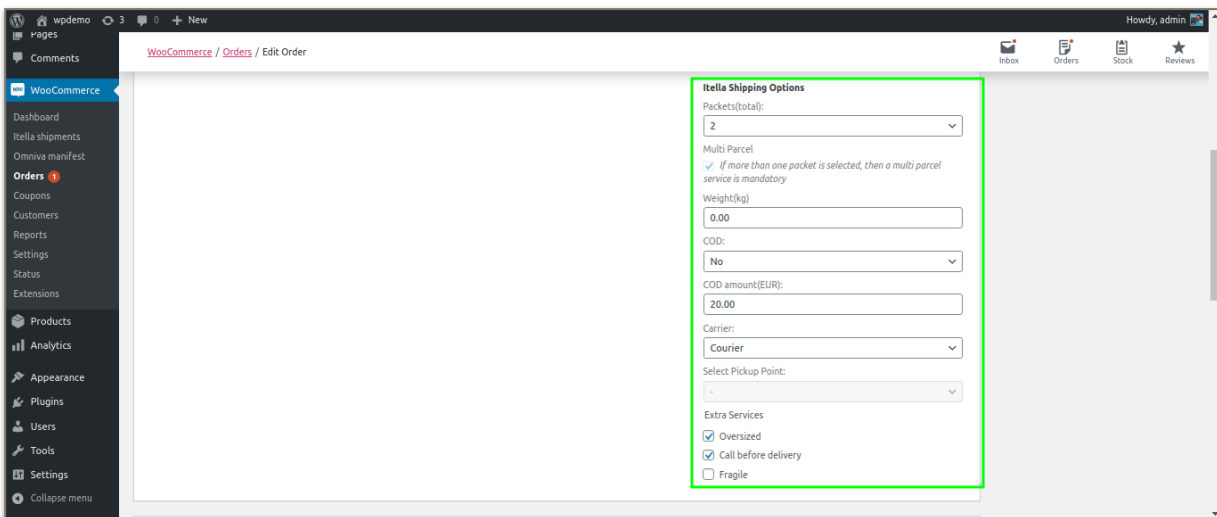 wpdemo 3 0 + New Howdy, admin
Pages
Comments
WooCommerce
Dashboard
Itella shipments
Omniva manifest
Orders 1
Coupons
Customers
Reports
Settings
Status
Extensions
Products
Analytics
Appearance
Plugins
Users
Tools
Settings
Collapse menu
WooCommerce / Orders / Edit Order
Inbox
Orders
Stock
Reviews
Itella Shipping Options
Packets(total):
2
Multi Parcel
If more than one packet is selected, then a multi parcel
service is mandatory
Weight(kg)
0.00
COD:
No
COD amount(EUR):
20.00
Carrier:
Courier
Select Pickup Point:
-
Extra Services
Oversized
Call before delivery
Fragile